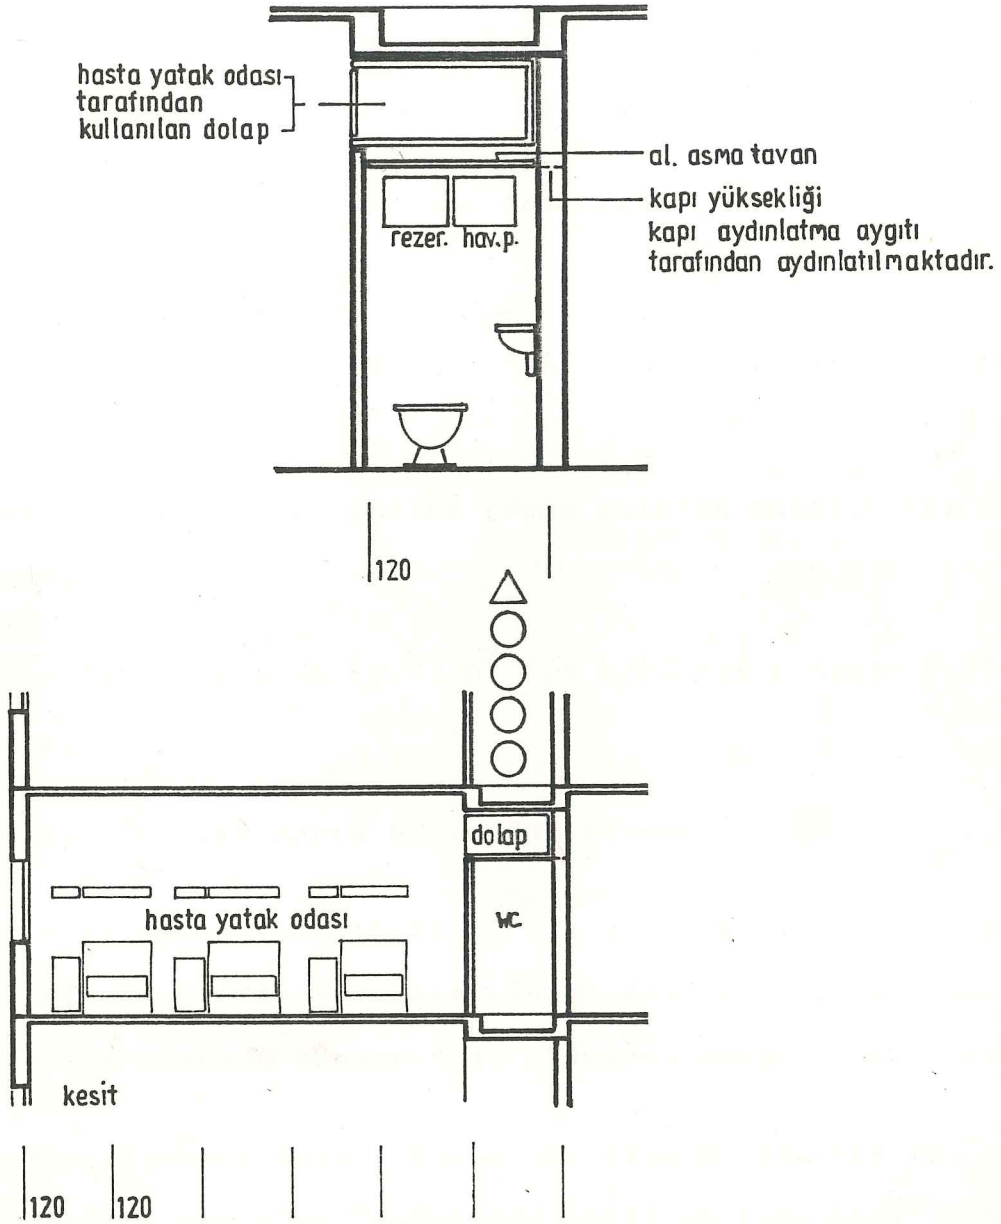 hasta yatak odası
tarafından
kullanılan dolap
al. asma tavan
kapı yüksekliği
kapı aydınlatma aygıtı
tarafından aydınlatılmaktadır.
rezer. hav.p.
120
dolap
hasta yatak odası
WC
kesit
120 120